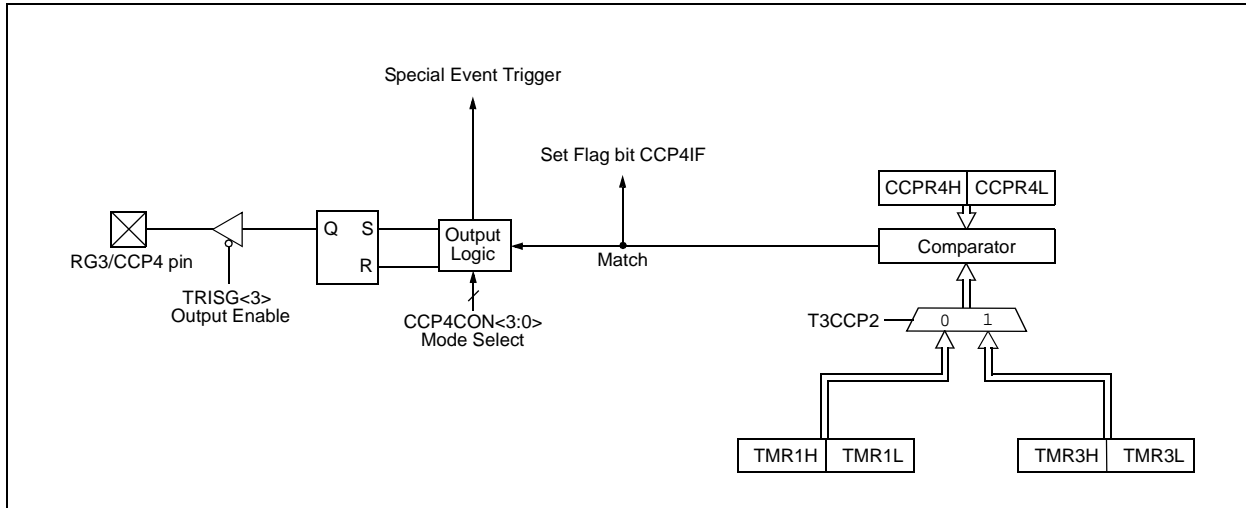 Special Event Trigger
Set Flag bit CCP4IF
CCPR4H CCPR4L
Q S
R
Output
Logic
Comparator
Match
RG3/CCP4 pin
TRISG<3>
Output Enable
CCP4CON<3:0>
Mode Select
T3CCP2
0 1
TMR1H TMR1L
TMR3H TMR3L